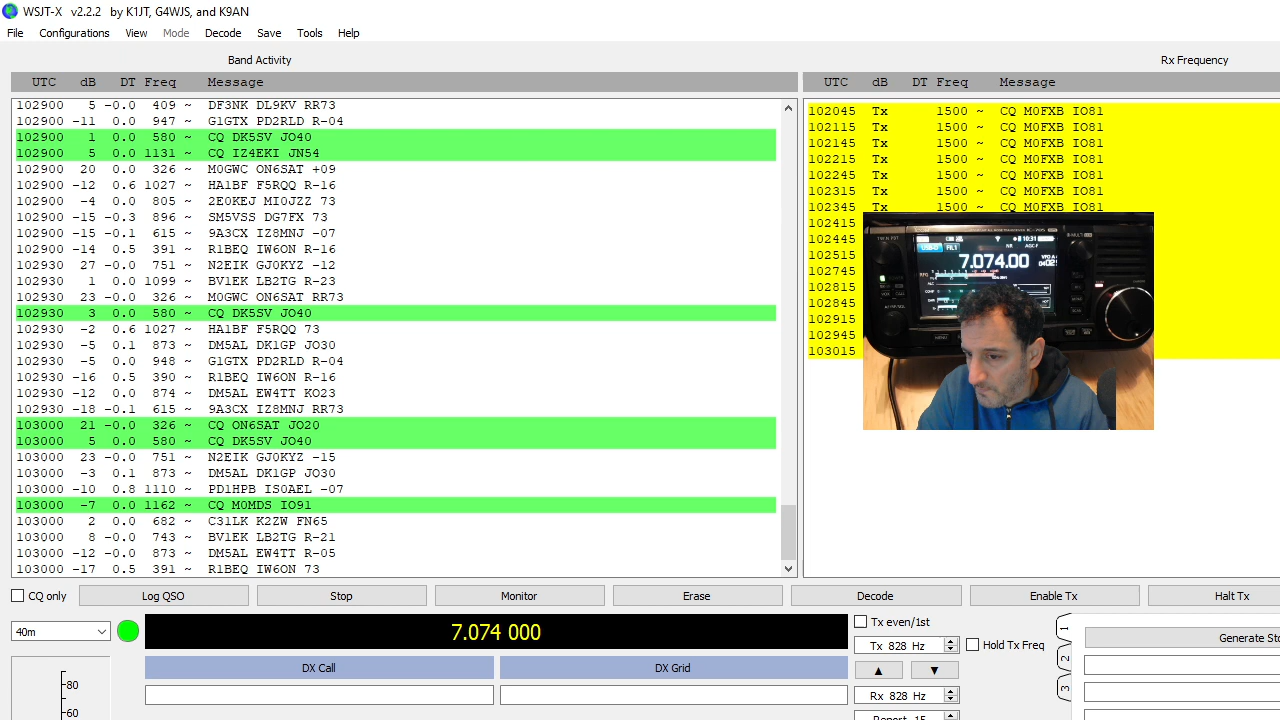 WSJT-X v2.2.2 by K1JT, G4WJS, and K9AN
File Configurations View Mode Decode Save Tools Help
Band Activity
UTC dB DT Freq Message
102900 5 -0.0 409 ~ DF3NK DL9KV RR73
102900 -11 0.0 947 ~ G1GTX PD2RLD R-04
102900 1 0.0 580 ~ CQ DK5SV JO40
102900 5 0.0 1131 ~ CQ IZ4EKI JN54
102900 20 0.0 326 ~ M0GWC ON6SAT +09
102900 -12 0.6 1027 ~ HA1BF F5RQQ R-16
102900 -4 0.0 805 ~ 2E0KEJ MI0JZZ 73
102900 -15 -0.3 896 ~ SM5VSS DG7FX 73
102900 -15 -0.1 615 ~ 9A3CX IZ8MNJ -07
102900 -14 0.5 391 ~ R1BEQ IW6ON R-16
102930 27 -0.0 751 ~ N2EIK GJ0KYZ -12
102930 1 0.0 1099 ~ BV1EK LB2TG R-23
102930 23 -0.0 326 ~ M0GWC ON6SAT RR73
102930 3 0.0 580 ~ CQ DK5SV JO40
102930 -2 0.6 1027 ~ HA1BF F5RQQ 73
102930 -5 0.1 873 ~ DM5AL DK1GP JO30
102930 -5 0.0 948 ~ G1GTX PD2RLD R-04
102930 -16 0.5 390 ~ R1BEQ IW6ON R-16
102930 -12 0.0 874 ~ DM5AL EW4TT KO23
102930 -18 -0.1 615 ~ 9A3CX IZ8MNJ RR73
103000 21 -0.0 326 ~ CQ ON6SAT JO20
103000 5 0.0 580 ~ CQ DK5SV JO40
103000 23 -0.0 751 ~ N2EIK GJ0KYZ -15
103000 -3 0.1 873 ~ DM5AL DK1GP JO30
103000 -10 0.8 1110 ~ PD1HPB IS0AEL -07
103000 -7 0.0 1162 ~ CQ M0MDS IO91
103000 2 0.0 682 ~ C31LK K2ZW FN65
103000 8 -0.0 743 ~ BV1EK LB2TG R-21
103000 -12 -0.0 873 ~ DM5AL EW4TT R-05
103000 -17 0.5 391 ~ R1BEQ IW6ON 73
Rx Frequency
UTC dB DT Freq Message
102045 Tx 1500 ~ CQ M0FXB IO81
102115 Tx 1500 ~ CQ M0FXB IO81
102145 Tx 1500 ~ CQ M0FXB IO81
102215 Tx 1500 ~ CQ M0FXB IO81
102245 Tx 1500 ~ CQ M0FXB IO81
102315 Tx 1500 ~ CQ M0FXB IO81
102345 Tx 1500 ~ CQ M0FXB IO81
102415
102445
102515
102745
102815
102845
102915
102945
103015
10:31
FIL1
7.074.00
CQ only Log QSO Stop Monitor Erase Decode Enable Tx Halt Tx
40m
7.074 000
Tx even/1st
Tx 828 Hz
Hold Tx Freq
DX Call DX Grid
Rx 828 Hz
Report -15
80
60
1
2
3
Generate Std